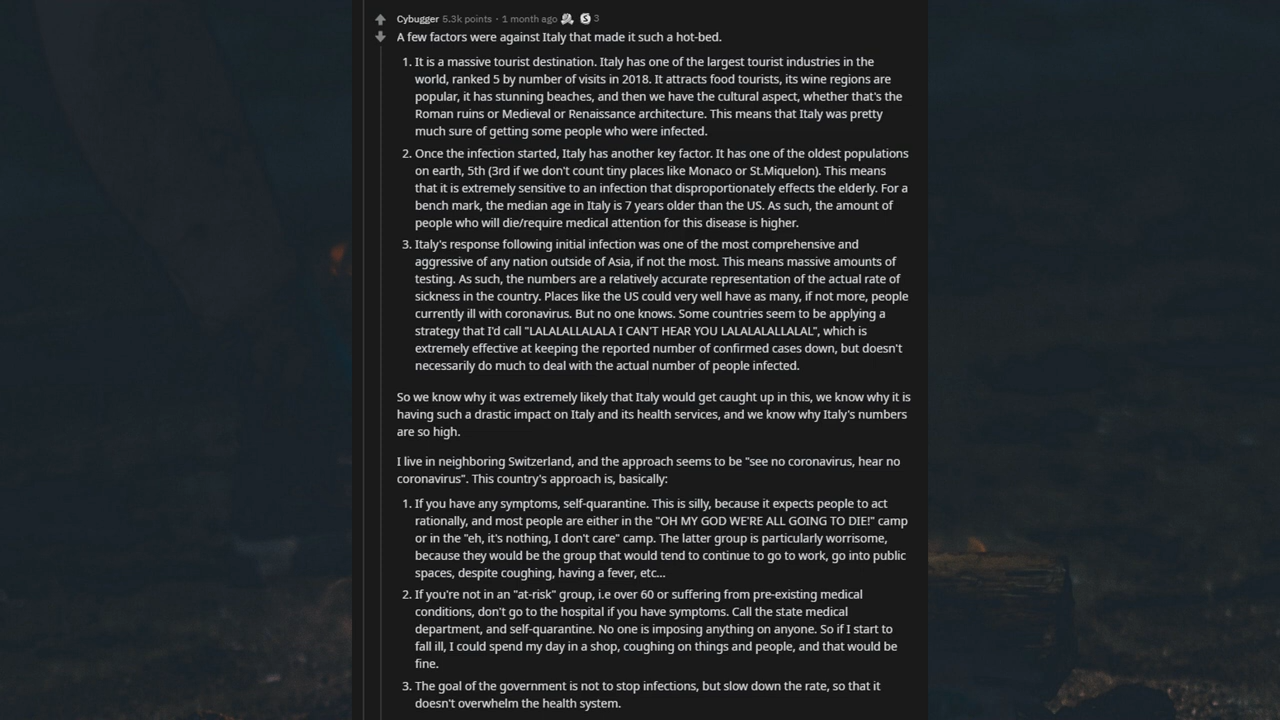 Cybugger 5.3k points · 1 month ago 3
A few factors were against Italy that made it such a hot-bed.
1. It is a massive tourist destination. Italy has one of the largest tourist industries in the
world, ranked 5 by number of visits in 2018. It attracts food tourists, its wine regions are
popular, it has stunning beaches, and then we have the cultural aspect, whether that's the
Roman ruins or Medieval or Renaissance architecture. This means that Italy was pretty
much sure of getting some people who were infected.
2. Once the infection started, Italy has another key factor. It has one of the oldest populations
on earth, 5th (3rd if we don't count tiny places like Monaco or St.Miquelon). This means
that it is extremely sensitive to an infection that disproportionately effects the elderly. For a
bench mark, the median age in Italy is 7 years older than the US. As such, the amount of
people who will die/require medical attention for this disease is higher.
3. Italy's response following initial infection was one of the most comprehensive and
aggressive of any nation outside of Asia, if not the most. This means massive amounts of
testing. As such, the numbers are a relatively accurate representation of the actual rate of
sickness in the country. Places like the US could very well have as many, if not more, people
currently ill with coronavirus. But no one knows. Some countries seem to be applying a
strategy that I'd call "LALALALLALALA I CAN'T HEAR YOU LALALALALLALAL", which is
extremely effective at keeping the reported number of confirmed cases down, but doesn't
necessarily do much to deal with the actual number of people infected.
So we know why it was extremely likely that Italy would get caught up in this, we know why it is
having such a drastic impact on Italy and its health services, and we know why Italy's numbers
are so high.
I live in neighboring Switzerland, and the approach seems to be "see no coronavirus, hear no
coronavirus". This country's approach is, basically:
1. If you have any symptoms, self-quarantine. This is silly, because it expects people to act
rationally, and most people are either in the "OH MY GOD WE'RE ALL GOING TO DIE!" camp
or in the "eh, it's nothing, I don't care" camp. The latter group is particularly worrisome,
because they would be the group that would tend to continue to go to work, go into public
spaces, despite coughing, having a fever, etc...
2. If you're not in an "at-risk" group, i.e over 60 or suffering from pre-existing medical
conditions, don't go to the hospital if you have symptoms. Call the state medical
department, and self-quarantine. No one is imposing anything on anyone. So if I start to
fall ill, I could spend my day in a shop, coughing on things and people, and that would be
fine.
3. The goal of the government is not to stop infections, but slow down the rate, so that it
doesn't overwhelm the health system.